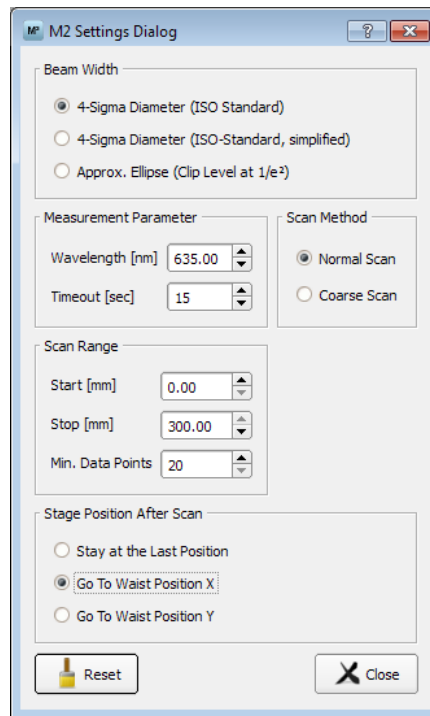 M² M2 Settings Dialog ?
Beam Width
4-Sigma Diameter (ISO Standard)
4-Sigma Diameter (ISO-Standard, simplified)
Approx. Ellipse (Clip Level at 1/e²)
Measurement Parameter
Wavelength [nm] 635.00
Timeout [sec] 15
Scan Method
Normal Scan
Coarse Scan
Scan Range
Start [mm] 0.00
Stop [mm] 300.00
Min. Data Points 20
Stage Position After Scan
Stay at the Last Position
Go To Waist Position X
Go To Waist Position Y
Reset Close